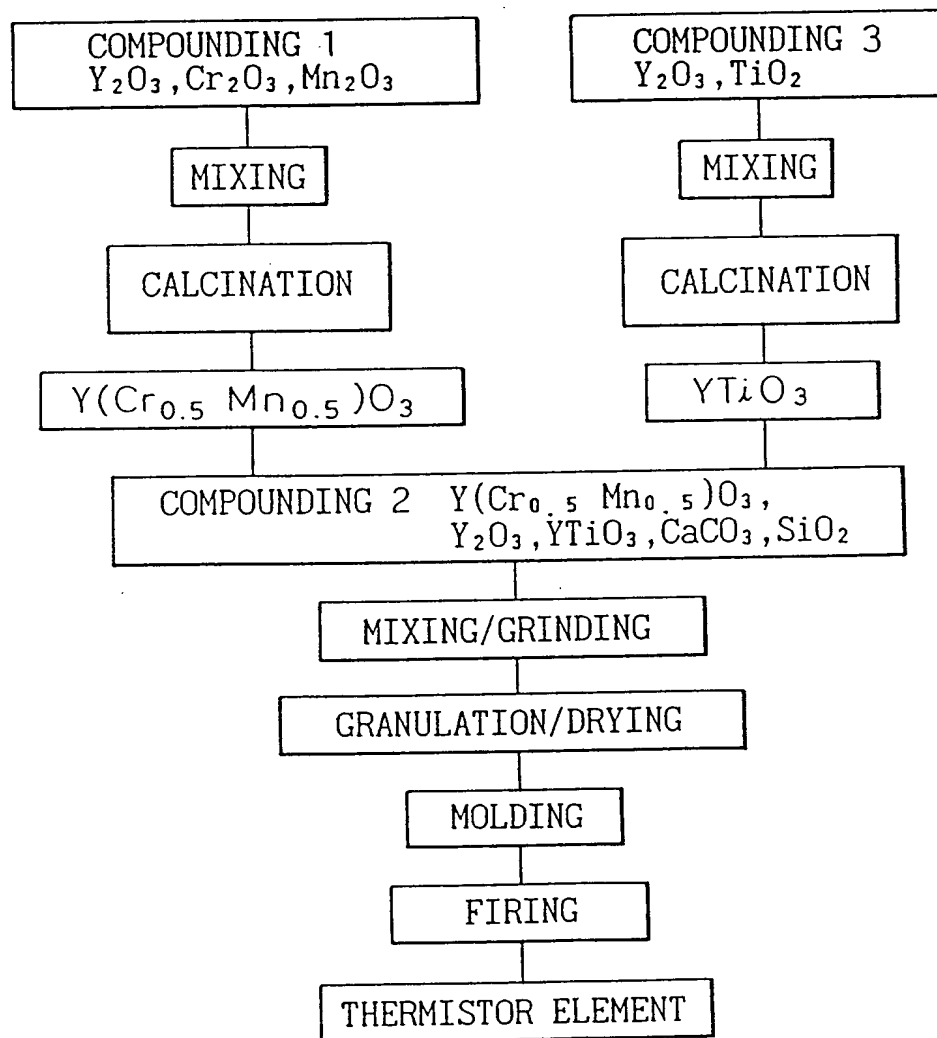 COMPOUNDING 1
Y₂O₃,Cr₂O₃,Mn₂O₃
MIXING
CALCINATION
Y(Cr₀.₅ Mn₀.₅)O₃
COMPOUNDING 3
Y₂O₃,TiO₂
MIXING
CALCINATION
YTiO₃
COMPOUNDING 2 Y(Cr₀.₅ Mn₀.₅)O₃,
Y₂O₃,YTiO₃,CaCO₃,SiO₂
MIXING/GRINDING
GRANULATION/DRYING
MOLDING
FIRING
THERMISTOR ELEMENT